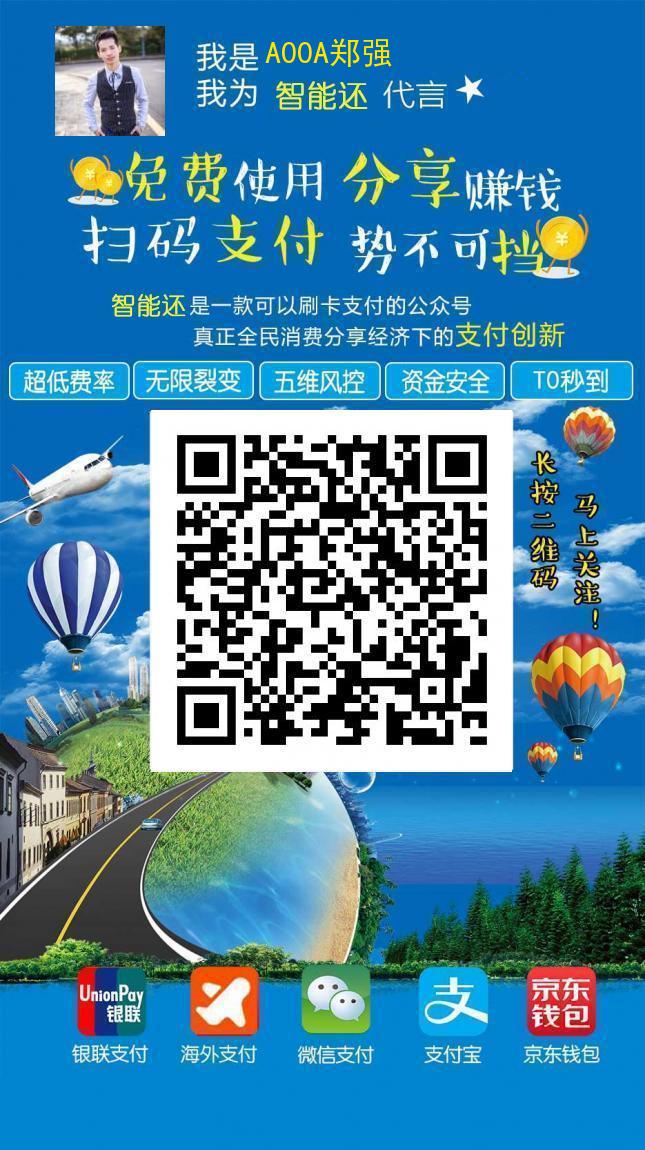 我是 A00A郑强
我为 智能还 代言
免费使用 分享赚钱
扫码支付 势不可挡
智能还是一款可以刷卡支付的公众号
真正全民消费分享经济下的支付创新
超低费率 无限裂变 五维风控 资金安全 T0秒到
长按二维码
马上关注！
UnionPay
银联
京东
钱包
银联支付 海外支付 微信支付 支付宝 京东钱包